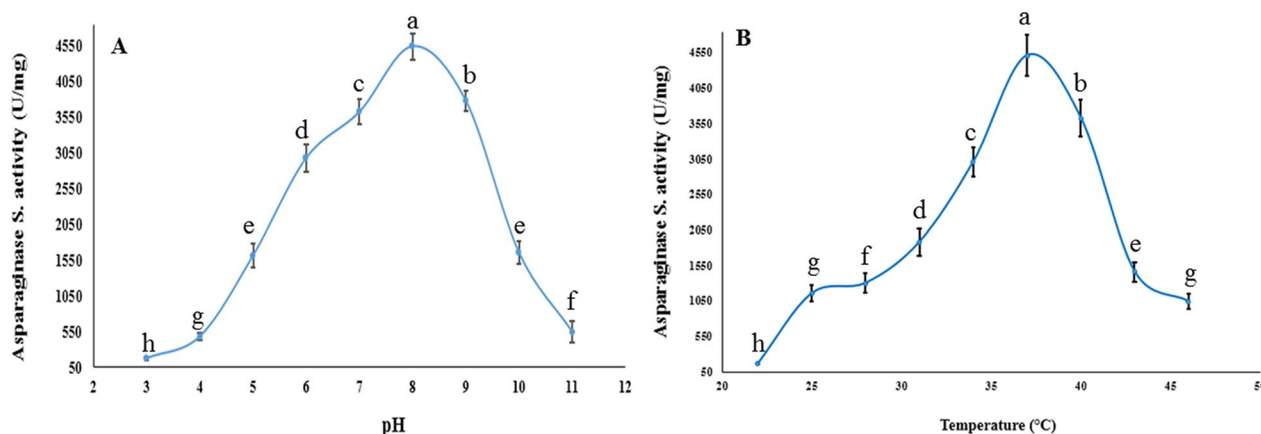 A
Asparaginase S. activity (U/mg)
4550
4050
3550
3050
2550
2050
1550
1050
550
50
2 3 4 5 6 7 8 9 10 11 12
pH
h g e d c a b e f
B
Asparaginase S. activity (U/mg)
4550
4050
3550
3050
2550
2050
1550
1050
550
50
20 25 30 35 40 45
Temperature (°C)
h g f d c a b e g